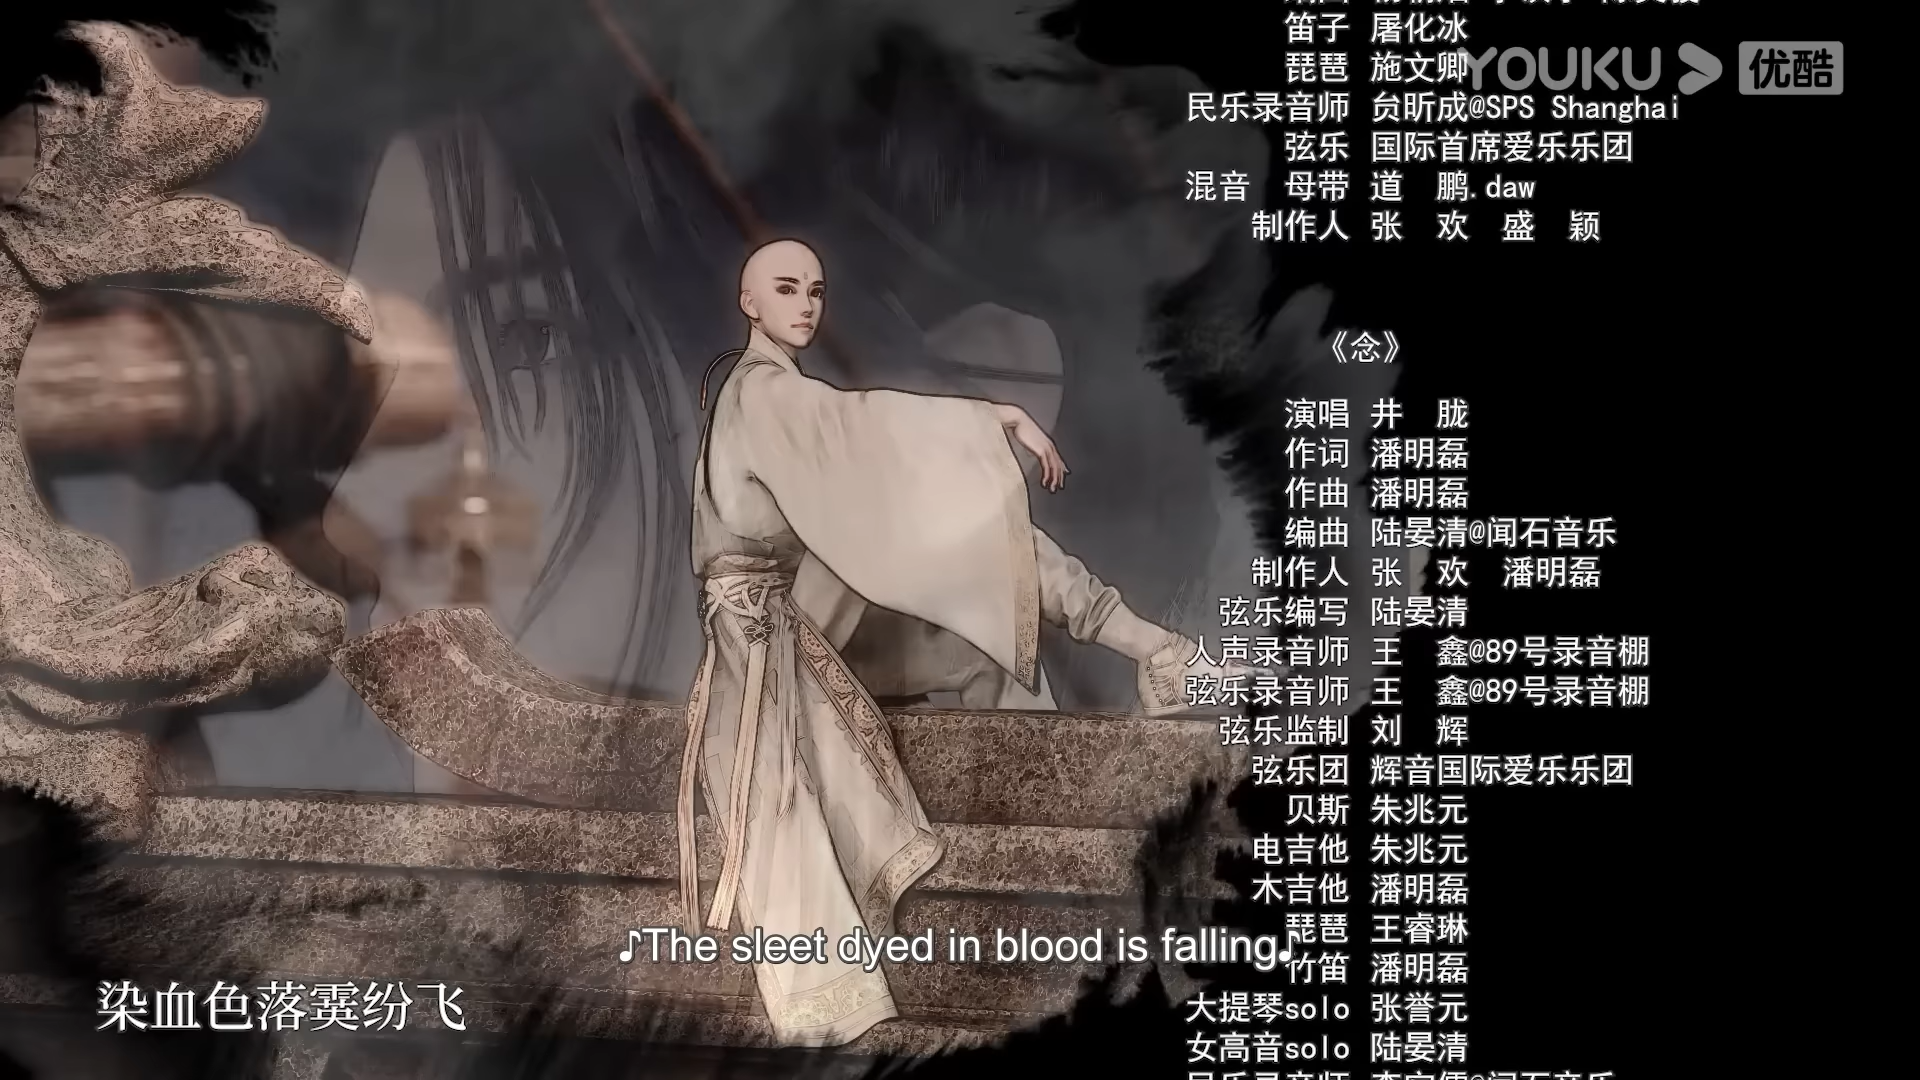 笛子 屠化冰
琵琶 施文卿
YOUKU 优酷
民乐录音师 贠昕成@SPS Shanghai
弦乐 国际首席爱乐乐团
混音 母带 道 鹏.daw
制作人 张 欢 盛 颖
《念》
演唱 井 胧
作词 潘明磊
作曲 潘明磊
编曲 陆晏清@闻石音乐
制作人 张 欢 潘明磊
弦乐编写 陆晏清
人声录音师 王 鑫@89号录音棚
弦乐录音师 王 鑫@89号录音棚
弦乐监制 刘 辉
弦乐团 辉音国际爱乐乐团
贝斯 朱兆元
电吉他 朱兆元
木吉他 潘明磊
琵琶 王睿琳
♪The sleet dyed in blood is falling♪
竹笛 潘明磊
染血色落霙纷飞
大提琴solo 张誉元
女高音solo 陆晏清